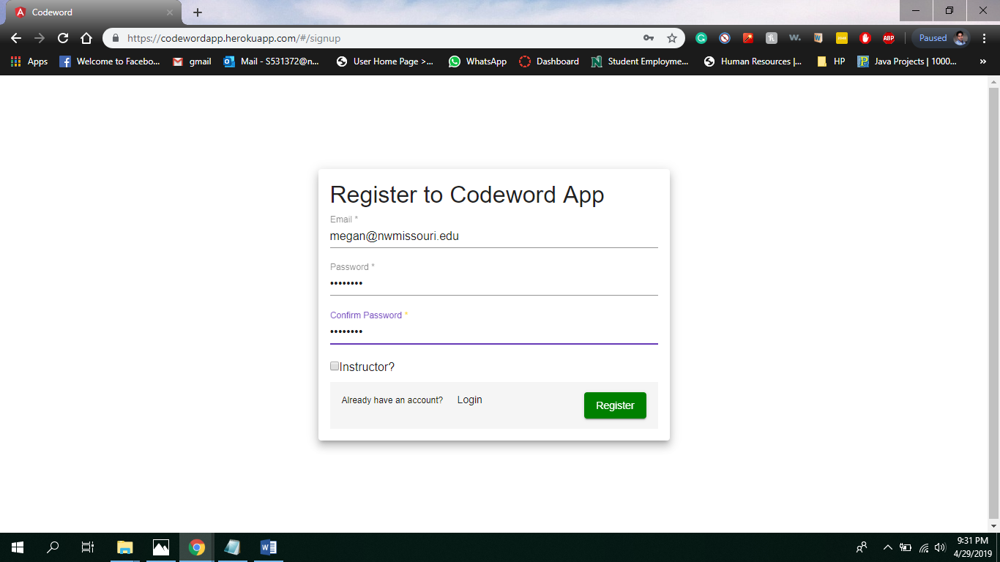 Codeword
https://codewordapp.herokuapp.com/#/signup
Paused
Apps Welcome to Facebo... gmail Mail - S531372@n... User Home Page >... WhatsApp Dashboard Student Employme... Human Resources |... HP Java Projects | 1000... »
Register to Codeword App
Email *
megan@nwmissouri.edu
Password *
••••••••
Confirm Password *
••••••••
Instructor?
Already have an account? Login Register
9:31 PM
4/29/2019